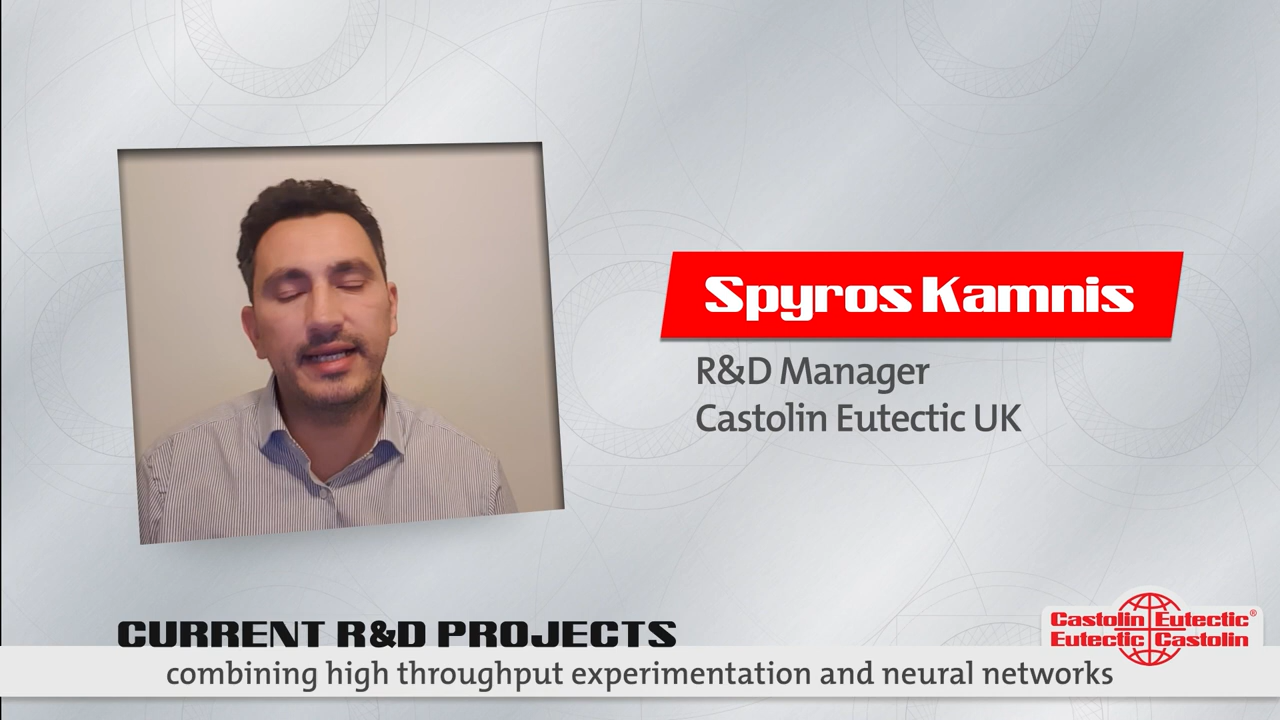 Spyros Kamnis
R&D Manager
Castolin Eutectic UK
CURRENT R&D PROJECTS
Castolin Eutectic®
Eutectic Castolin
combining high throughput experimentation and neural networks